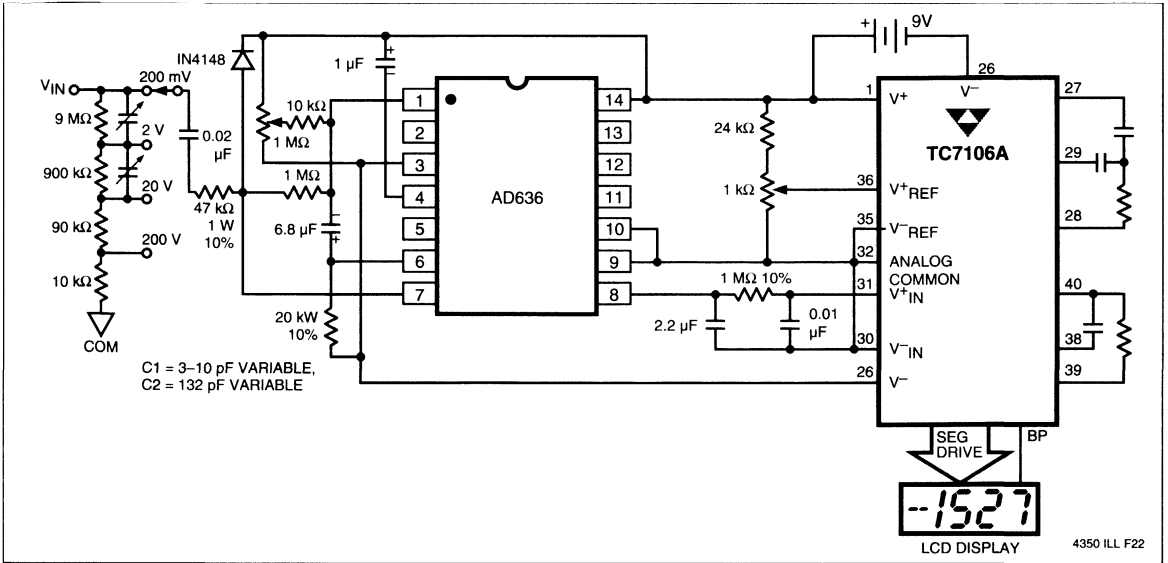 9V
+
IN4148
1 µF
+
−
26
V−
V_IN
200 mV
1
14
1
V+
27
9 MΩ
10 kΩ
2
13
24 kΩ
TC7106A
2 V
0.02
µF
1 MΩ
3
12
29
900 kΩ
1 MΩ
AD636
1 kΩ
36
V+REF
20 V
4
11
47 kΩ
1 W
10%
6.8 µF
−
+
5
10
35
V−REF
28
90 kΩ
200 V
6
9
32
ANALOG
COMMON
10 kΩ
7
8
1 MΩ 10%
31
V+IN
40
20 kW
10%
2.2 µF
0.01
µF
30
V−IN
38
COM
26
V−
39
C1 = 3–10 pF VARIABLE,
C2 = 132 pF VARIABLE
SEG
DRIVE
BP
-1527
LCD DISPLAY
4350 ILL F22